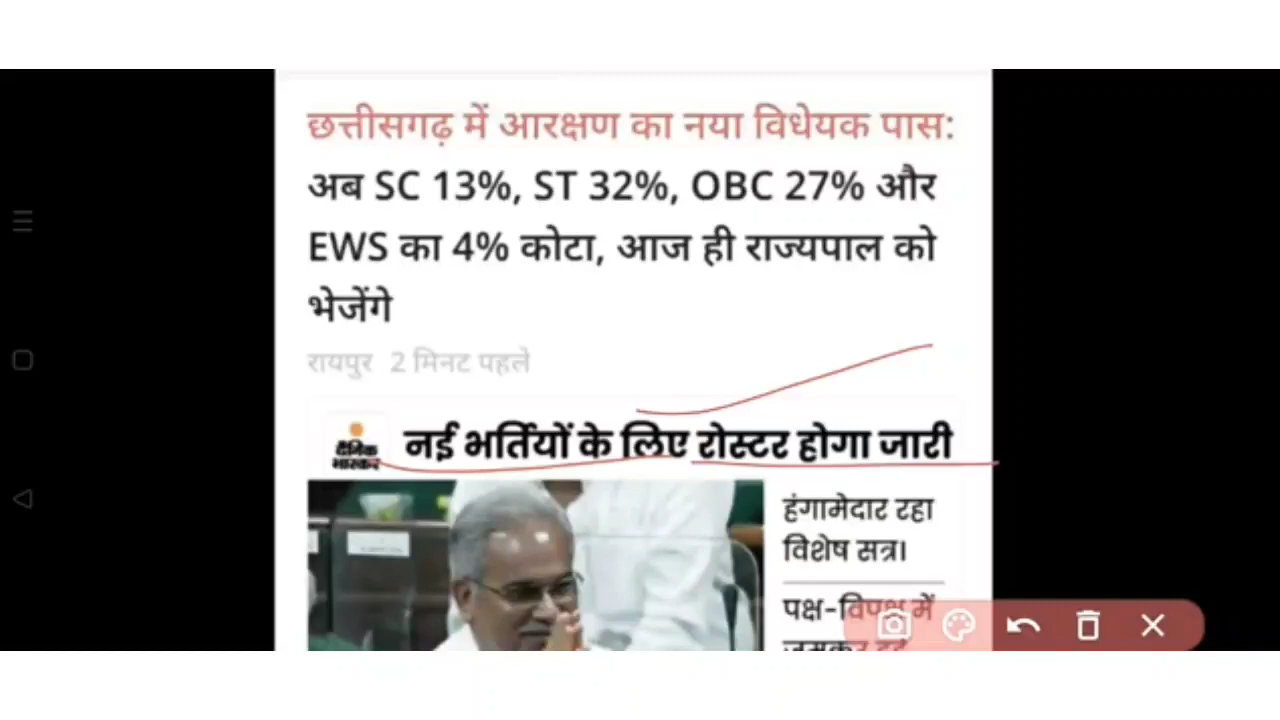 छत्तीसगढ़ में आरक्षण का नया विधेयक पास:
अब SC 13%, ST 32%, OBC 27% और
EWS का 4% कोटा, आज ही राज्यपाल को
भेजेंगे
रायपुर 2 मिनट पहले
दैनिक
भास्कर
नई भर्तियों के लिए रोस्टर होगा जारी
हंगामेदार रहा
विशेष सत्र।
पक्ष-विपक्ष में